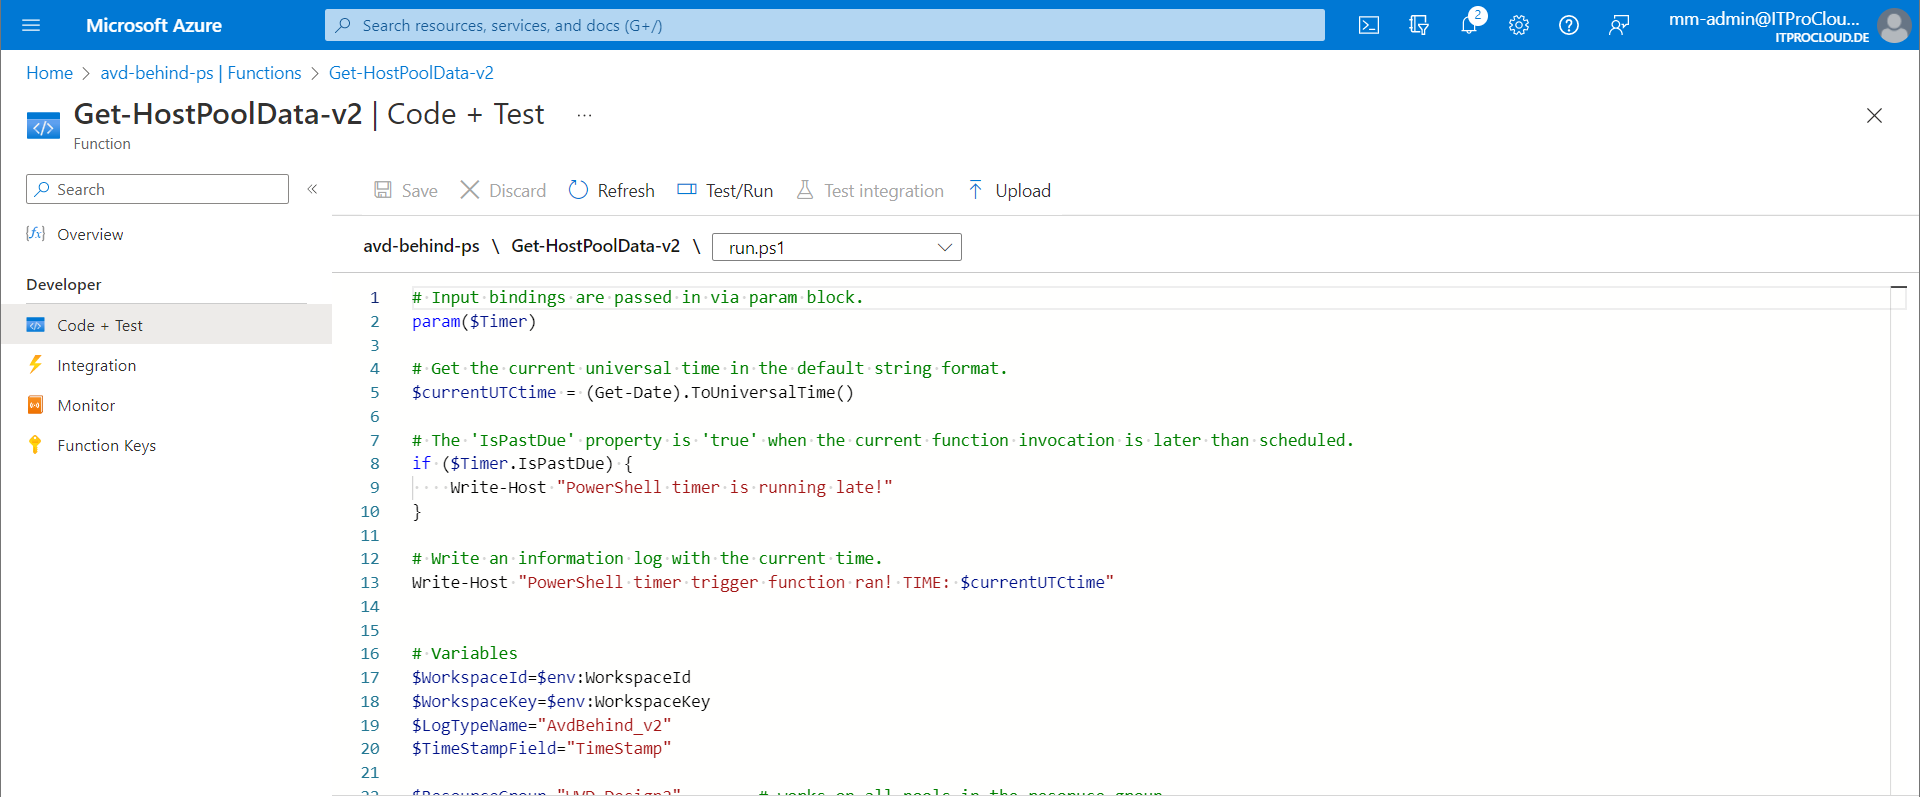 Microsoft Azure
Search resources, services, and docs (G+/)
2
mm-admin@ITProClou...
ITPROCLOUD.DE
Home > avd-behind-ps | Functions > Get-HostPoolData-v2
Get-HostPoolData-v2 | Code + Test ...
Function
Search
«
Overview
Developer
Code + Test
Integration
Monitor
Function Keys
Save Discard Refresh Test/Run Test integration Upload
avd-behind-ps \ Get-HostPoolData-v2 \ run.ps1
1 # Input bindings are passed in via param block.
2 param($Timer)
3
4 # Get the current universal time in the default string format.
5 $currentUTCtime = (Get-Date).ToUniversalTime()
6
7 # The 'IsPastDue' property is 'true' when the current function invocation is later than scheduled.
8 if ($Timer.IsPastDue) {
9 Write-Host "PowerShell timer is running late!"
10 }
11
12 # Write an information log with the current time.
13 Write-Host "PowerShell timer trigger function ran! TIME: $currentUTCtime"
14
15
16 # Variables
17 $WorkspaceId=$env:WorkspaceId
18 $WorkspaceKey=$env:WorkspaceKey
19 $LogTypeName="AvdBehind_v2"
20 $TimeStampField="TimeStamp"
21
22 # works on all pools in the